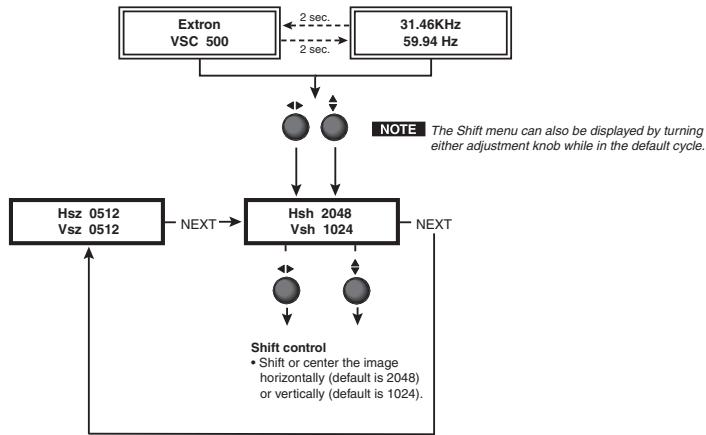 Extron
VSC 500
2 sec.
2 sec.
31.46KHz
59.94 Hz
NOTE The Shift menu can also be displayed by turning
either adjustment knob while in the default cycle.
Hsz 0512
Vsz 0512
NEXT
Hsh 2048
Vsh 1024
NEXT
Shift control
• Shift or center the image
horizontally (default is 2048)
or vertically (default is 1024).